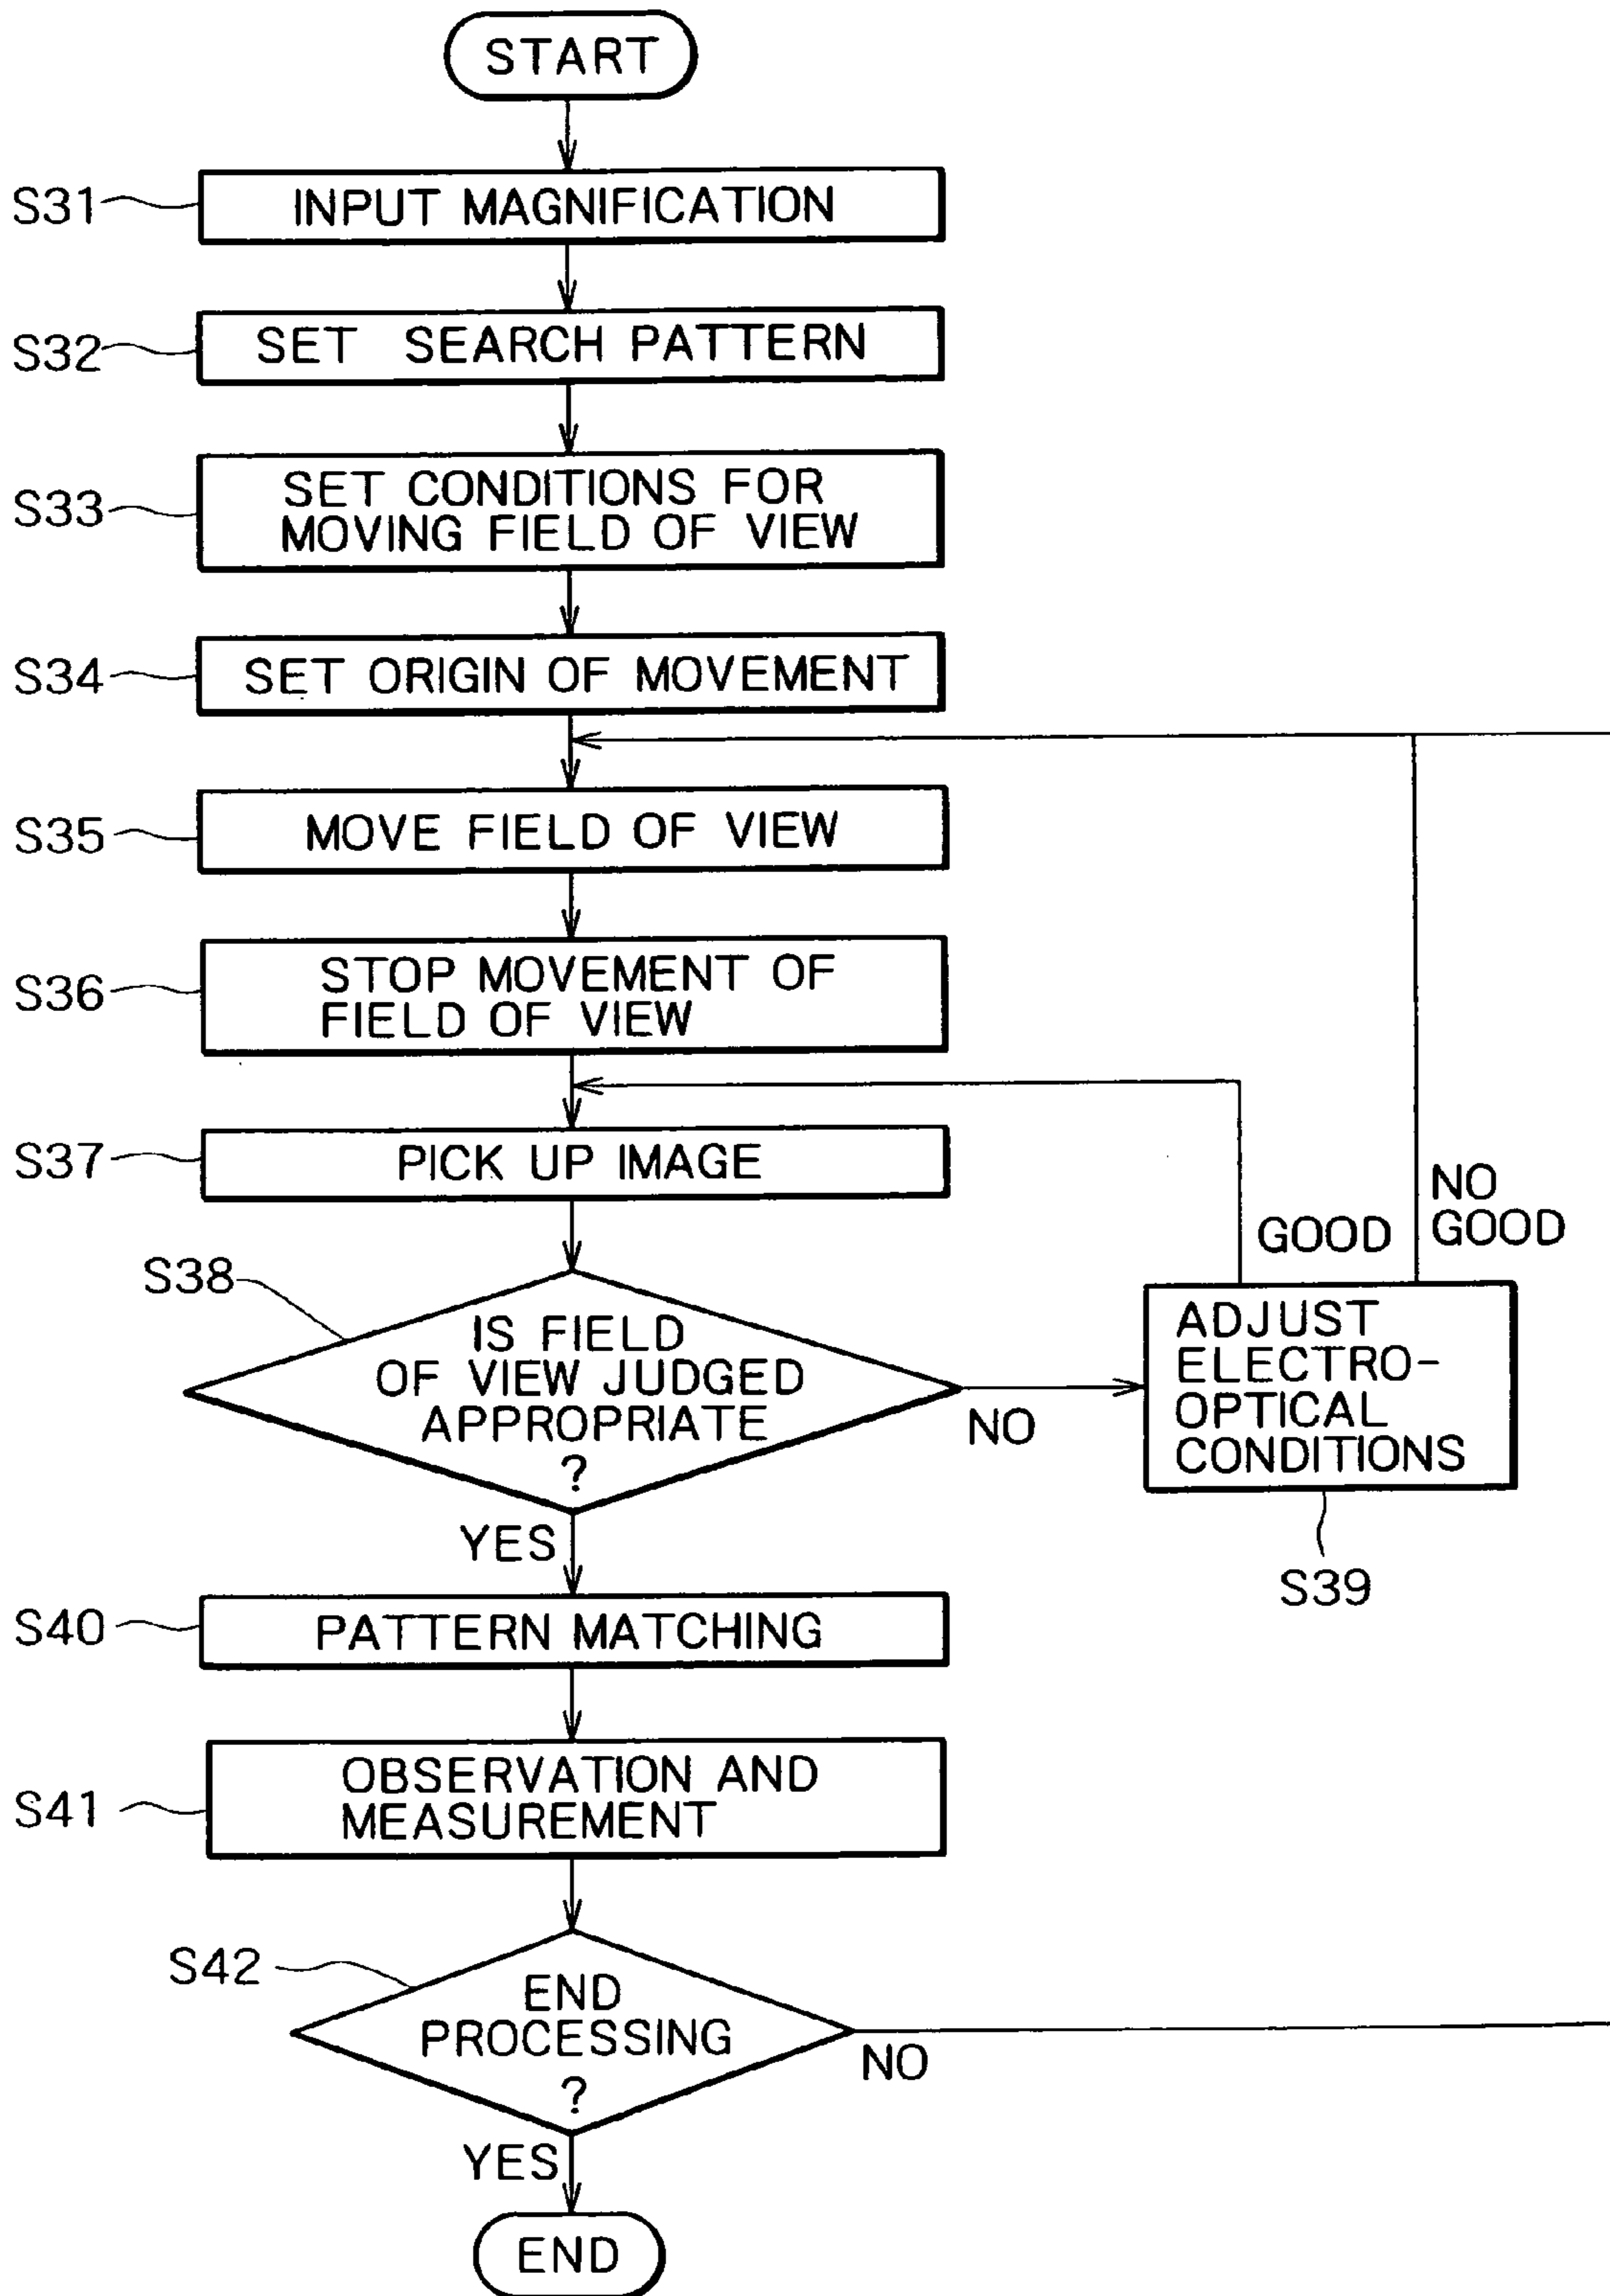 START
S31
INPUT MAGNIFICATION
S32
SET SEARCH PATTERN
S33
SET CONDITIONS FOR
MOVING FIELD OF VIEW
S34
SET ORIGIN OF MOVEMENT
S35
MOVE FIELD OF VIEW
S36
STOP MOVEMENT OF
FIELD OF VIEW
S37
PICK UP IMAGE
NO
GOOD
GOOD
S38
IS FIELD
OF VIEW JUDGED
APPROPRIATE
?
NO
ADJUST
ELECTRO-
OPTICAL
CONDITIONS
S39
YES
S40
PATTERN MATCHING
S41
OBSERVATION AND
MEASUREMENT
S42
END
PROCESSING
?
NO
YES
END